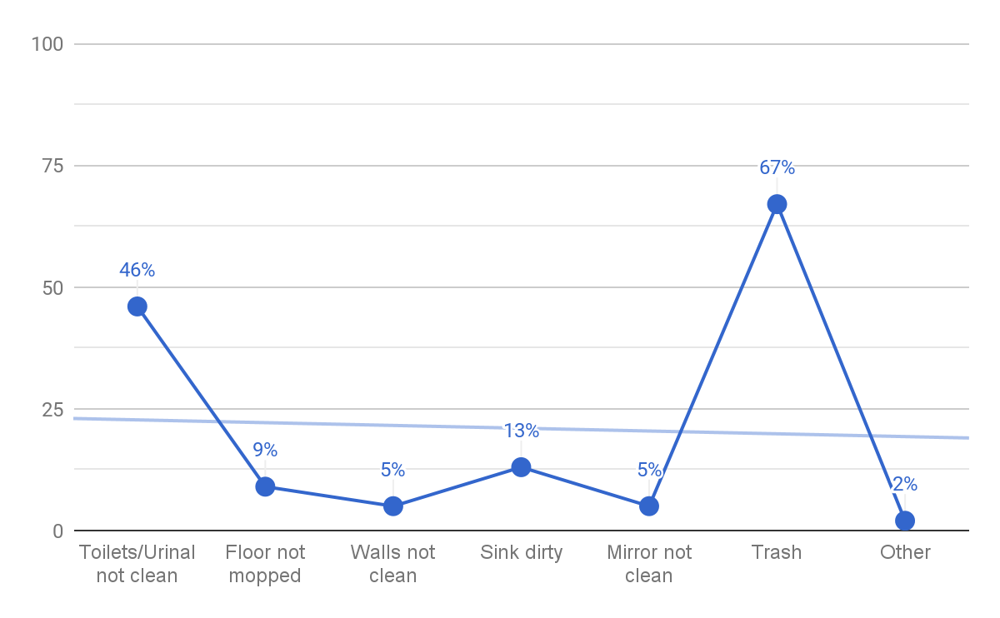 100
75
67%
46%
50
25
13%
9%
5%
5%
2%
0
Toilets/Urinal not clean
Floor not mopped
Walls not clean
Sink dirty
Mirror not clean
Trash
Other